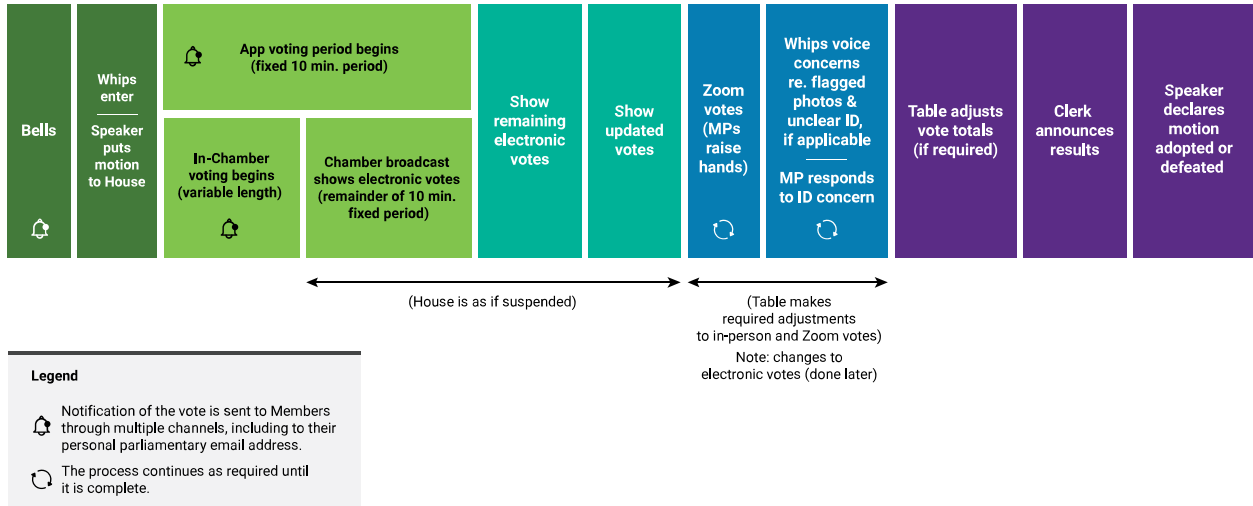 Bells
Whips
enter
Speaker
puts
motion
to House
App voting period begins
(fixed 10 min. period)
In-Chamber
voting begins
(variable length)
Chamber broadcast
shows electronic votes
(remainder of 10 min.
fixed period)
Show
remaining
electronic
votes
Show
updated
votes
Zoom
votes
(MPs
raise
hands)
Whips voice
concerns
re. flagged
photos &
unclear ID,
if applicable
MP responds
to ID concern
Table adjusts
vote totals
(if required)
Clerk
announces
results
Speaker
declares
motion
adopted or
defeated
(House is as if suspended)
(Table makes
required adjustments
to in-person and Zoom votes)
Note: changes to
electronic votes (done later)
Legend
Notification of the vote is sent to Members
through multiple channels, including to their
personal parliamentary email address.
The process continues as required until
it is complete.